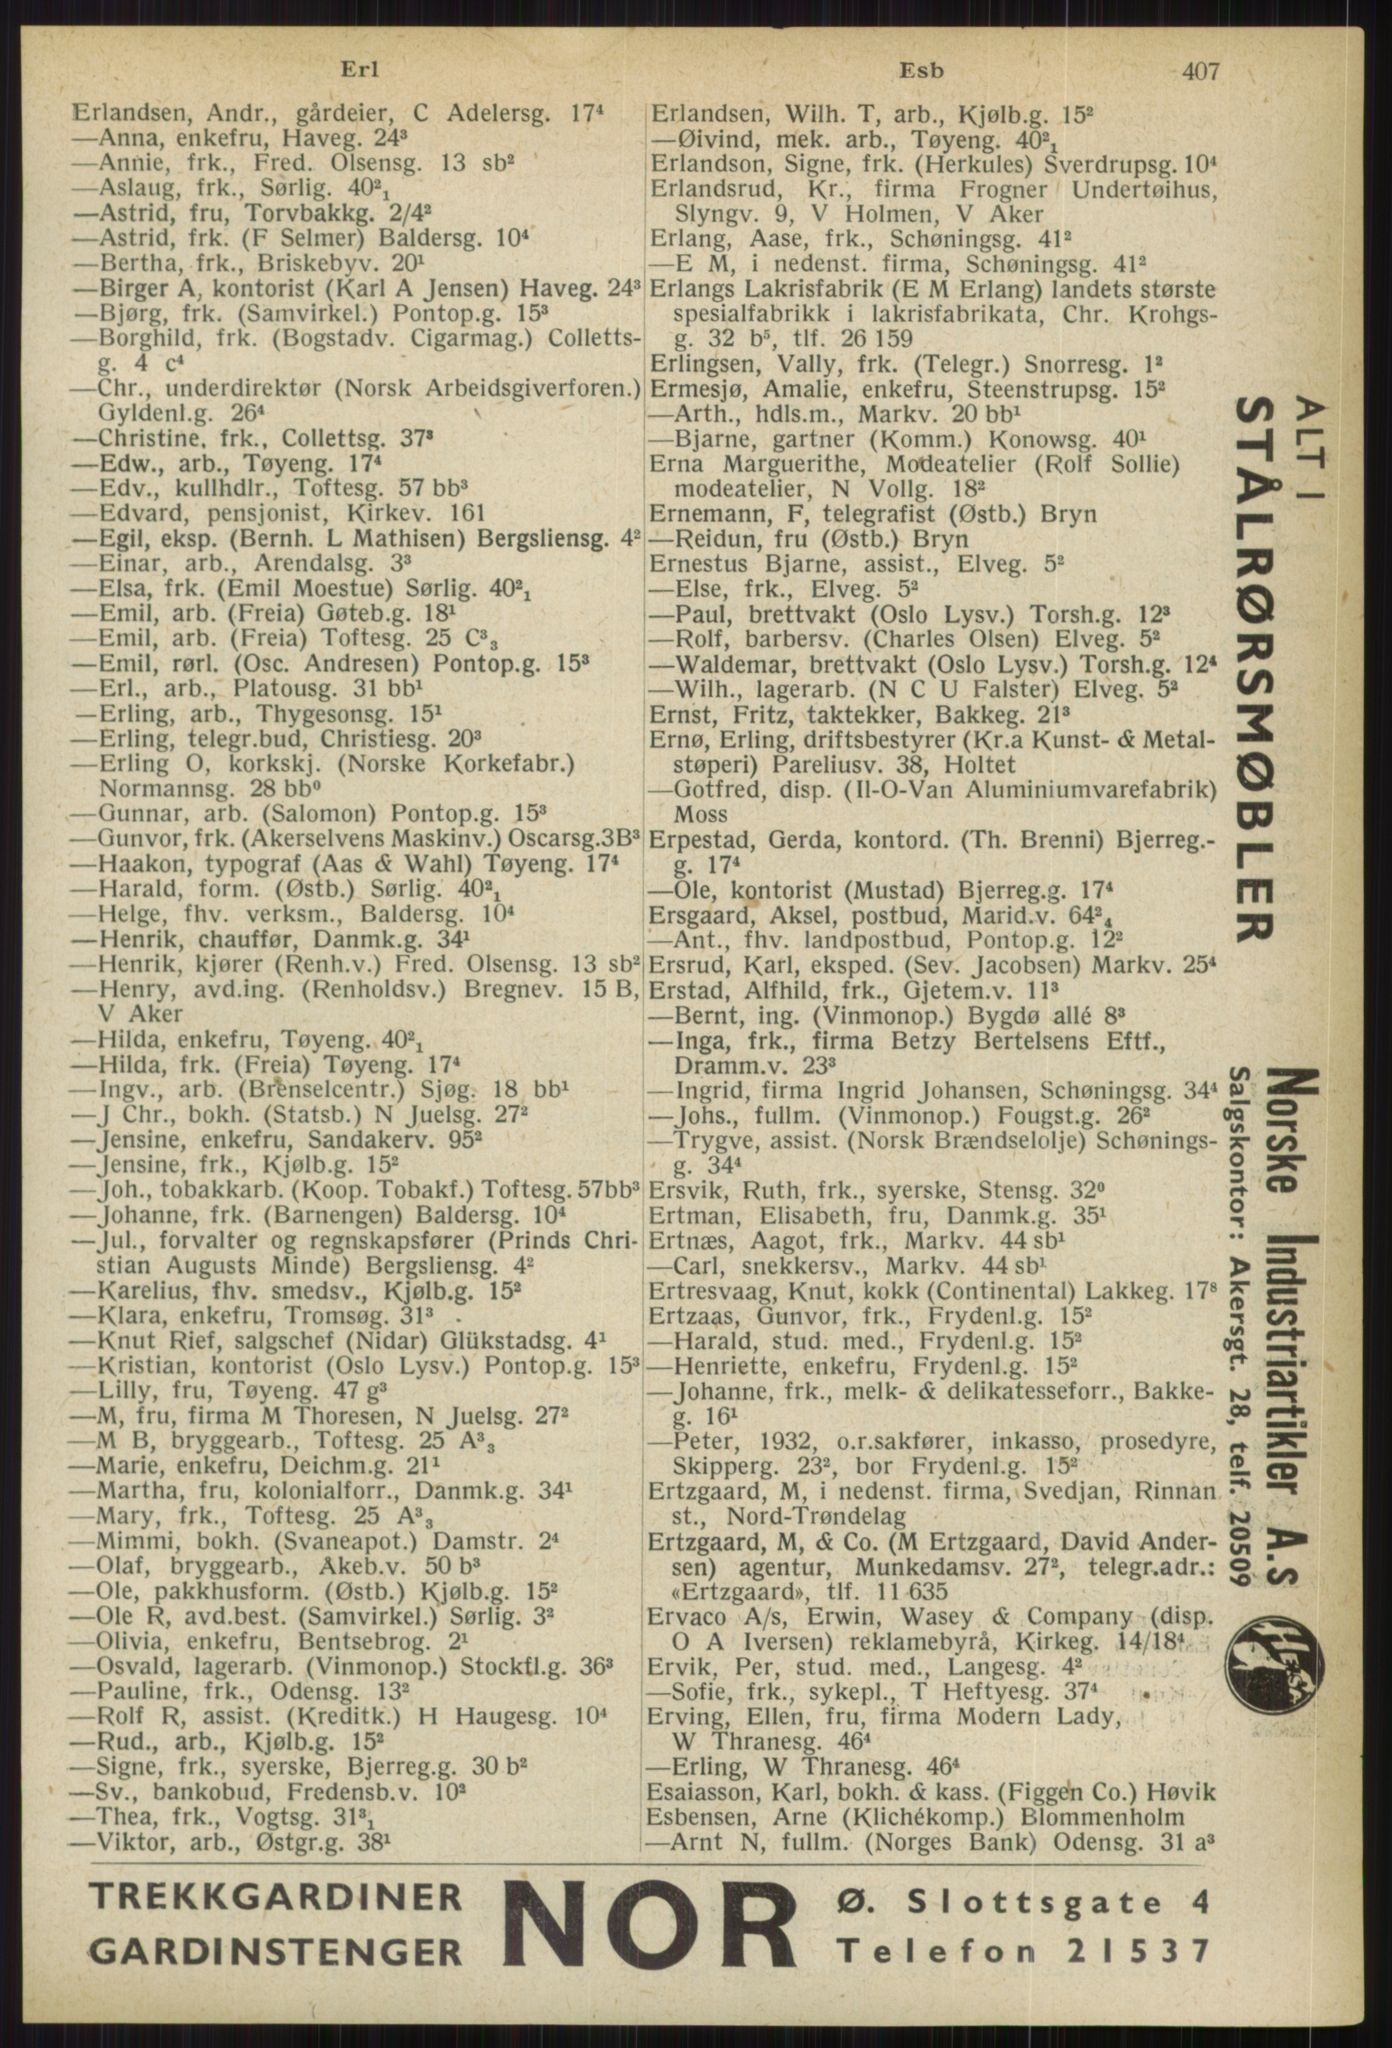 Erl
Esb
407
Erlandsen, Andr., gårdeier, C Adelersg. 17⁴
—Anna, enkefru, Haveg. 24³
—Annie, frk., Fred. Olsensg. 13 sb²
—Aslaug, frk., Sørlig. 40²₁
—Astrid, fru, Torvbakkg. 2/4²
—Astrid, frk. (F Selmer) Baldersg. 10⁴
—Bertha, frk., Briskebyv. 20¹
—Birger A, kontorist (Karl A Jensen) Haveg. 24³
—Bjørg, frk. (Samvirkel.) Pontop.g. 15³
—Borghild, frk. (Bogstadv. Cigarmag.) Colletts-
g. 4 c⁴
—Chr., underdirektør (Norsk Arbeidsgiverforen.)
Gyldenl.g. 26⁴
—Christine, frk., Collettsg. 37³
—Edw., arb., Tøyeng. 17⁴
—Edv., kullhdlr., Toftesg. 57 bb³
—Edvard, pensjonist, Kirkev. 161
—Egil, eksp. (Bernh. L Mathisen) Bergsliensg. 4²
—Einar, arb., Arendalsg. 3³
—Elsa, frk. (Emil Moestue) Sørlig. 40²₁
—Emil, arb. (Freia) Gøteb.g. 18¹
—Emil, arb. (Freia) Toftesg. 25 C³₃
—Emil, rørl. (Osc. Andresen) Pontop.g. 15³
—Erl., arb., Platousg. 31 bb¹
—Erling, arb., Thygesonsg. 15¹
—Erling, telegr.bud, Christiesg. 20³
—Erling O, korkskj. (Norske Korkefabr.)
Normannsg. 28 bb⁰
—Gunnar, arb. (Salomon) Pontop.g. 15³
—Gunvor, frk. (Akerselvens Maskinv.) Oscarsg.3B³
—Haakon, typograf (Aas & Wahl) Tøyeng. 17⁴
—Harald, form. (Østb.) Sørlig. 40²₁
—Helge, fhv. verksm., Baldersg. 10⁴
—Henrik, chauffør, Danmk.g. 34¹
—Henrik, kjører (Renh.v.) Fred. Olsensg. 13 sb²
—Henry, avd.ing. (Renholdsv.) Bregnev. 15 B,
V Aker
—Hilda, enkefru, Tøyeng. 40²₁
—Hilda, frk. (Freia) Tøyeng. 17⁴
—Ingv., arb. (Brenselcentr.) Sjøg. 18 bb¹
—J Chr., bokh. (Statsb.) N Juelsg. 27²
—Jensine, enkefru, Sandakerv. 95²
—Jensine, frk., Kjølb.g. 15²
—Joh., tobakkarb. (Koop. Tobakf.) Toftesg. 57bb³
—Johanne, frk. (Barnengen) Baldersg. 10⁴
—Jul., forvalter og regnskapsfører (Prinds Chri-
stian Augusts Minde) Bergsliensg. 4²
—Karelius, fhv. smedsv., Kjølb.g. 15²
—Klara, enkefru, Tromsøg. 31³
—Knut Rief, salgschef (Nidar) Glükstadsg. 4¹
—Kristian, kontorist (Oslo Lysv.) Pontop.g. 15³
—Lilly, fru, Tøyeng. 47 g³
—M, fru, firma M Thoresen, N Juelsg. 27²
—M B, bryggearb., Toftesg. 25 A³₃
—Marie, enkefru, Deichm.g. 21¹
—Martha, fru, kolonialforr., Danmk.g. 34¹
—Mary, frk., Toftesg. 25 A³₃
—Mimmi, bokh. (Svaneapot.) Damstr. 2⁴
—Olaf, bryggearb., Akeb.v. 50 b³
—Ole, pakkhusform. (Østb.) Kjølb.g. 15²
—Ole R, avd.best. (Samvirkel.) Sørlig. 3²
—Olivia, enkefru, Bentsebrog. 2¹
—Osvald, lagerarb. (Vinmonop.) Stockfl.g. 36³
—Pauline, frk., Odensg. 13²
—Rolf R, assist. (Kreditk.) H Haugesg. 10⁴
—Rud., arb., Kjølb.g. 15²
—Signe, frk., syerske, Bjerreg.g. 30 b²
—Sv., bankobud, Fredensb.v. 10²
—Thea, frk., Vogtsg. 31³₁
—Viktor, arb., Østgr.g. 38¹
Erlandsen, Wilh. T, arb., Kjølb.g. 15²
—Øivind, mek. arb., Tøyeng. 40²₁
Erlandson, Signe, frk. (Herkules) Sverdrupsg. 10⁴
Erlandsrud, Kr., firma Frogner Undertøihus,
Slyngv. 9, V Holmen, V Aker
Erlang, Aase, frk., Schøningsg. 41²
—E M, i nedenst. firma, Schøningsg. 41²
Erlangs Lakrisfabrik (E M Erlang) landets største
spesialfabrikk i lakrisfabrikata, Chr. Krohgs-
g. 32 b⁵, tlf. 26 159
Erlingsen, Vally, frk. (Telegr.) Snorresg. 1²
Ermesjø, Amalie, enkefru, Steenstrupsg. 15²
—Arth., hdls.m., Markv. 20 bb¹
—Bjarne, gartner (Komm.) Konowsg. 40¹
Erna Marguerithe, Modeatelier (Rolf Sollie)
modeatelier, N Vollg. 18²
Ernemann, F, telegrafist (Østb.) Bryn
—Reidun, fru (Østb.) Bryn
Ernestus Bjarne, assist., Elveg. 5²
—Else, frk., Elveg. 5²
—Paul, brettvakt (Oslo Lysv.) Torsh.g. 12³
—Rolf, barbersv. (Charles Olsen) Elveg. 5²
—Waldemar, brettvakt (Oslo Lysv.) Torsh.g. 12⁴
—Wilh., lagerarb. (N C U Falster) Elveg. 5²
Ernst, Fritz, taktekker, Bakkeg. 21³
Ernø, Erling, driftsbestyrer (Kr.a Kunst- & Metal-
støperi) Pareliusv. 38, Holtet
—Gotfred, disp. (Il-O-Van Aluminiumvarefabrik)
Moss
Erpestad, Gerda, kontord. (Th. Brenni) Bjerreg.-
g. 17⁴
—Ole, kontorist (Mustad) Bjerreg.g. 17⁴
Ersgaard, Aksel, postbud, Marid.v. 64²₄
—Ant., fhv. landpostbud, Pontop.g. 12²
Ersrud, Karl, eksped. (Sev. Jacobsen) Markv. 25⁴
Erstad, Alfhild, frk., Gjetem.v. 11³
—Bernt, ing. (Vinmonop.) Bygdø allé 8³
—Inga, frk., firma Betzy Bertelsens Eftf.,
Dramm.v. 23³
—Ingrid, firma Ingrid Johansen, Schøningsg. 34⁴
—Johs., fullm. (Vinmonop.) Fougst.g. 26²
—Trygve, assist. (Norsk Brændselolje) Schønings-
g. 34⁴
Ersvik, Ruth, frk., syerske, Stensg. 32⁰
Ertman, Elisabeth, fru, Danmk.g. 35¹
Ertnæs, Aagot, frk., Markv. 44 sb¹
—Carl, snekkersv., Markv. 44 sb¹
Ertresvaag, Knut, kokk (Continental) Lakkeg. 17⁸
Ertzaas, Gunvor, frk., Frydenl.g. 15²
—Harald, stud. med., Frydenl.g. 15²
—Henriette, enkefru, Frydenl.g. 15²
—Johanne, frk., melk- & delikatesseforr., Bakke-
g. 16¹
—Peter, 1932, o.r.sakfører, inkasso, prosedyre,
Skipperg. 23², bor Frydenl.g. 15²
Ertzgaard, M, i nedenst. firma, Svedjan, Rinnan
st., Nord-Trøndelag
Ertzgaard, M, & Co. (M Ertzgaard, David Ander-
sen) agentur, Munkedamsv. 27², telegr.adr.:
«Ertzgaard», tlf. 11 635
Ervaco A/s, Erwin, Wasey & Company (disp.
O A Iversen) reklamebyrå, Kirkeg. 14/18⁴
Ervik, Per, stud. med., Langesg. 4²
—Sofie, frk., sykepl., T Heftyesg. 37⁴
Erving, Ellen, fru, firma Modern Lady,
W Thranesg. 46⁴
—Erling, W Thranesg. 46⁴
Esaiasson, Karl, bokh. & kass. (Figgen Co.) Høvik
Esbensen, Arne (Klichékomp.) Blommenholm
—Arnt N, fullm. (Norges Bank) Odensg. 31 a³
ALT I
STÅLRØRSMØBLER
Norske Industriartikler A.s
Salgskontor: Akersgt. 28, telf. 20509
TREKKGARDINER
GARDINSTENGER
NOR
Ø. Slottsgate 4
Telefon 21537